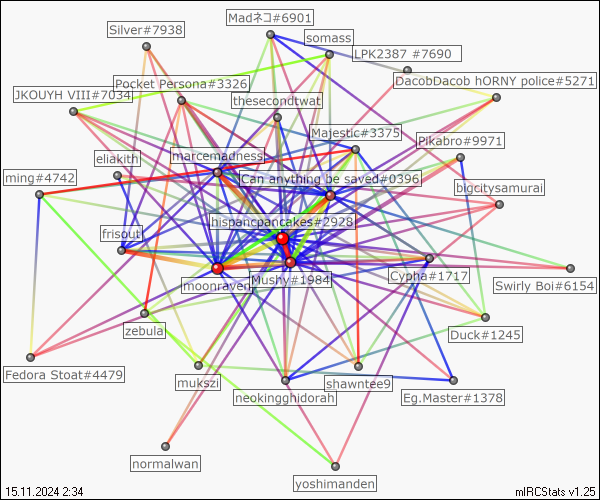 Madネコ#6901
Silver#7938
somass
LPK2387 #7690
DacobDacob hORNY police#5271
Pocket Persona#3326
JKOUYH VIII#7034
thesecondtwat
Majestic#3375
Pikabro#9971
eliakith
marcemadness
ming#4742
Can anything be saved#0396
bigcitysamurai
hispancpancakes#2928
frisout
moonraven
Mushy#1984
Cypha#1717
Swirly Boi#6154
zebula
Duck#1245
Fedora Stoat#4479
mukszi
shawntee9
neokingghidorah
Eg.Master#1378
normalwan
yoshimanden
15.11.2024 2:34
mIRCStats v1.25